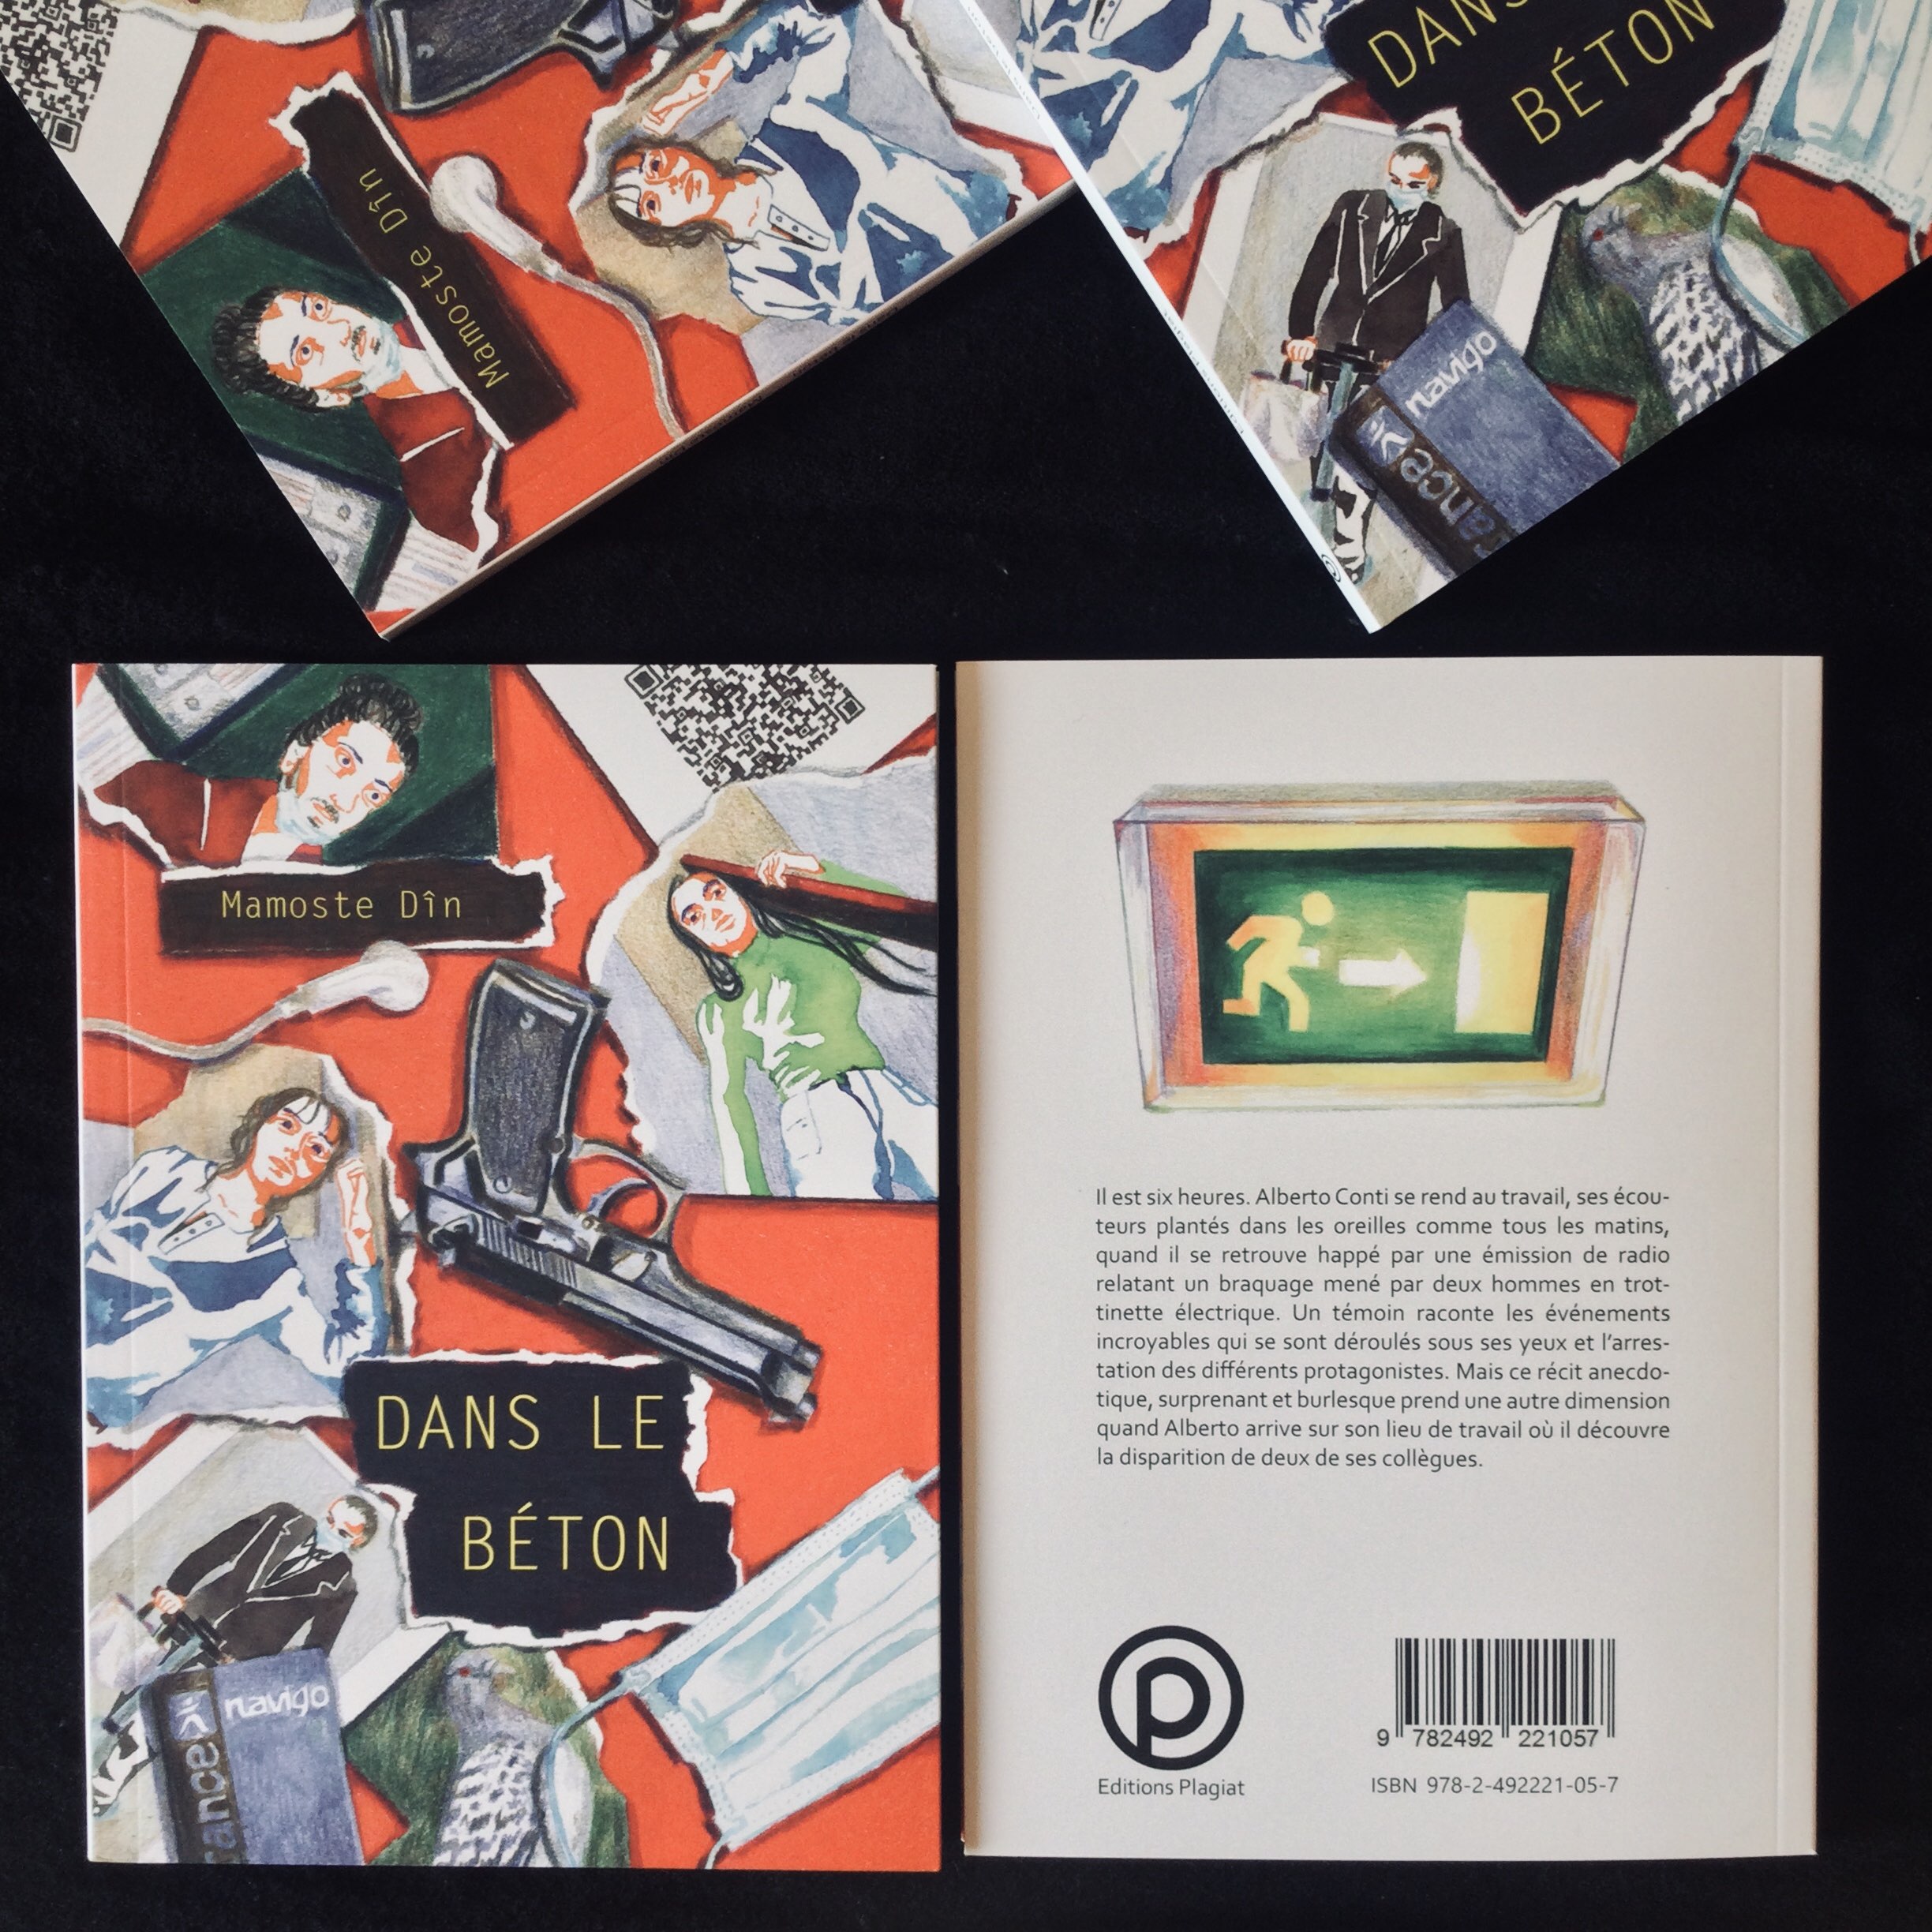 Mamoste Dîn
DANS
BÉTON
navigo
rance
Mamoste Dîn
DANS LE
BÉTON
navigo
rance
Il est six heures. Alberto Conti se rend au travail, ses écou-
teurs plantés dans les oreilles comme tous les matins,
quand il se retrouve happé par une émission de radio
relatant un braquage mené par deux hommes en trot-
tinette électrique. Un témoin raconte les événements
incroyables qui se sont déroulés sous ses yeux et l'arres-
tation des différents protagonistes. Mais ce récit anecdo-
tique, surprenant et burlesque prend une autre dimension
quand Alberto arrive sur son lieu de travail où il découvre
la disparition de deux de ses collègues.
Editions Plagiat
9 782492 221057
ISBN 978-2-492221-05-7